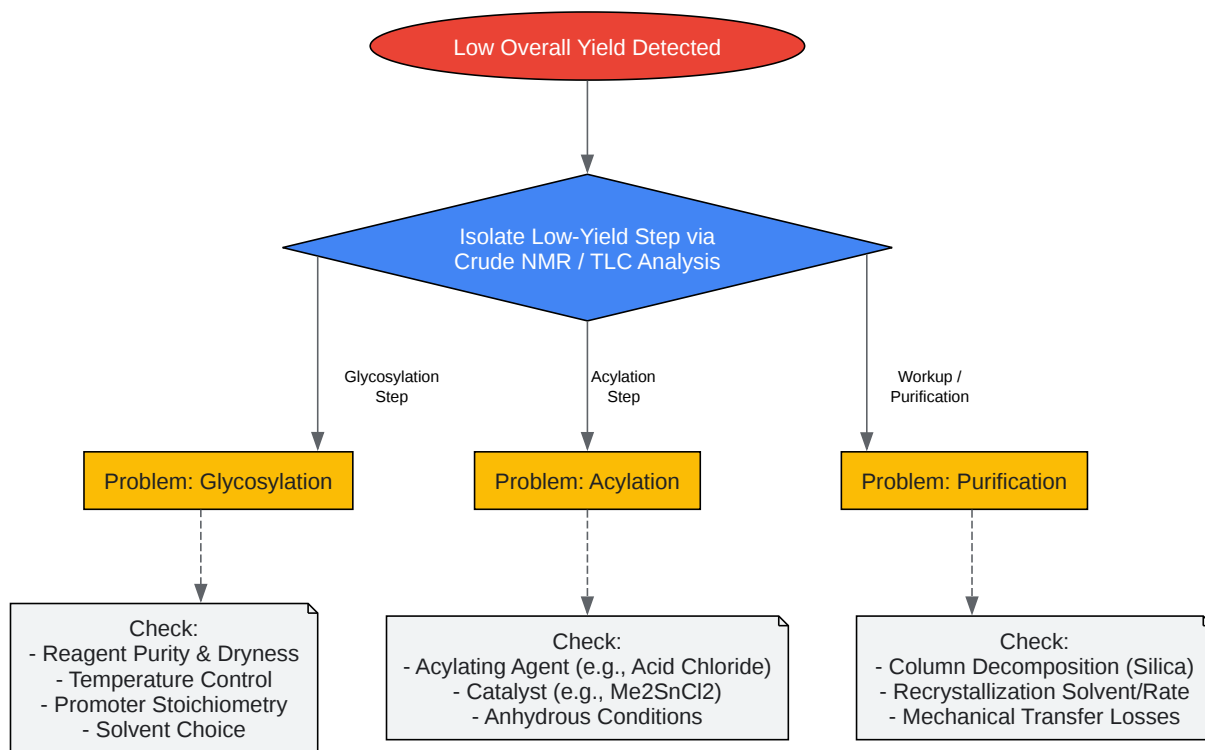 Low Overall Yield Detected
Isolate Low-Yield Step via
Crude NMR / TLC Analysis
Glycosylation
Step
Acylation
Step
Workup /
Purification
Problem: Glycosylation
Problem: Acylation
Problem: Purification
Check:
- Reagent Purity & Dryness
- Temperature Control
- Promoter Stoichiometry
- Solvent Choice
Check:
- Acylating Agent (e.g., Acid Chloride)
- Catalyst (e.g., Me2SnCl2)
- Anhydrous Conditions
Check:
- Column Decomposition (Silica)
- Recrystallization Solvent/Rate
- Mechanical Transfer Losses